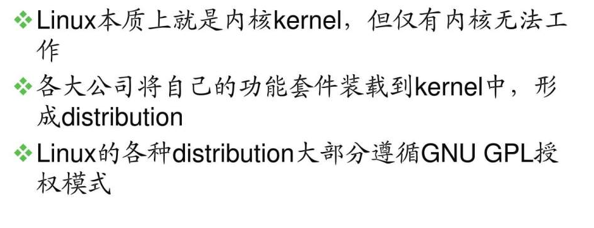 ❖Linux本质上就是内核kernel，但仅有内核无法工
作
❖各大公司将自己的功能套件装载到kernel中，形
成distribution
❖Linux的各种distribution大部分遵循GNU GPL授
权模式